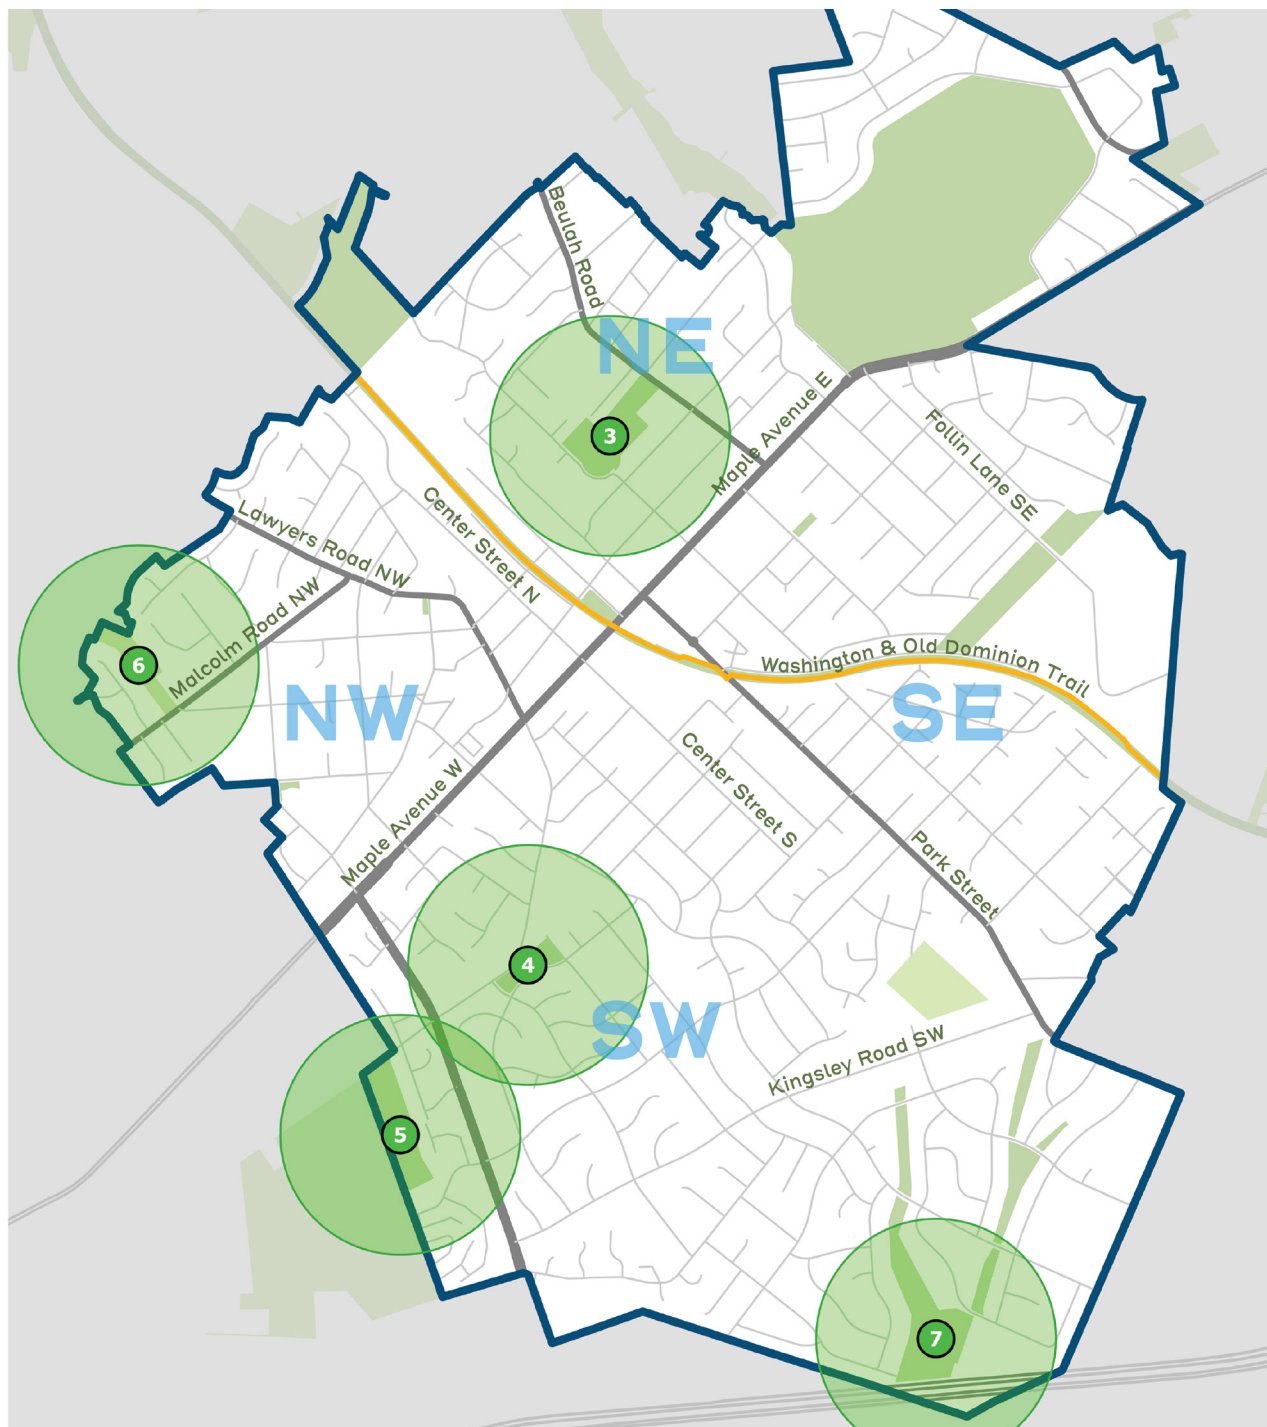 Beulah Road
NE
3
Maple Avenue E
Follin Lane SE
Center Street N
Lawyers Road NW
Malcolm Road NW
6
NW
Washington & Old Dominion Trail
SE
Center Street S
Maple Avenue W
Park Street
4
SW
Kingsley Road SW
5
7